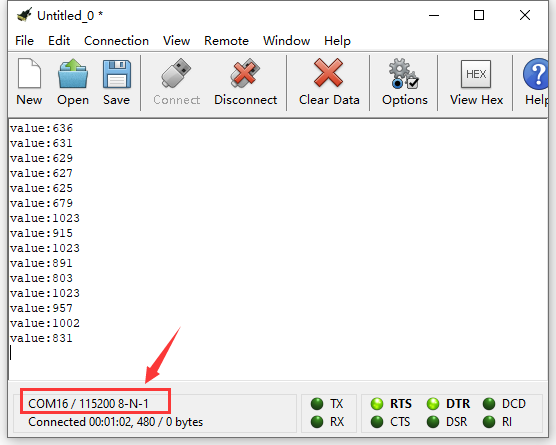 Untitled_0 *
File Edit Connection View Remote Window Help
HEX
New Open Save Connect Disconnect Clear Data Options View Hex Help
value:636
value:631
value:629
value:627
value:625
value:679
value:1023
value:915
value:1023
value:891
value:803
value:1023
value:957
value:1002
value:831
COM16 / 115200 8-N-1 TX RTS DTR DCD
Connected 00:01:02, 480 / 0 bytes RX CTS DSR RI